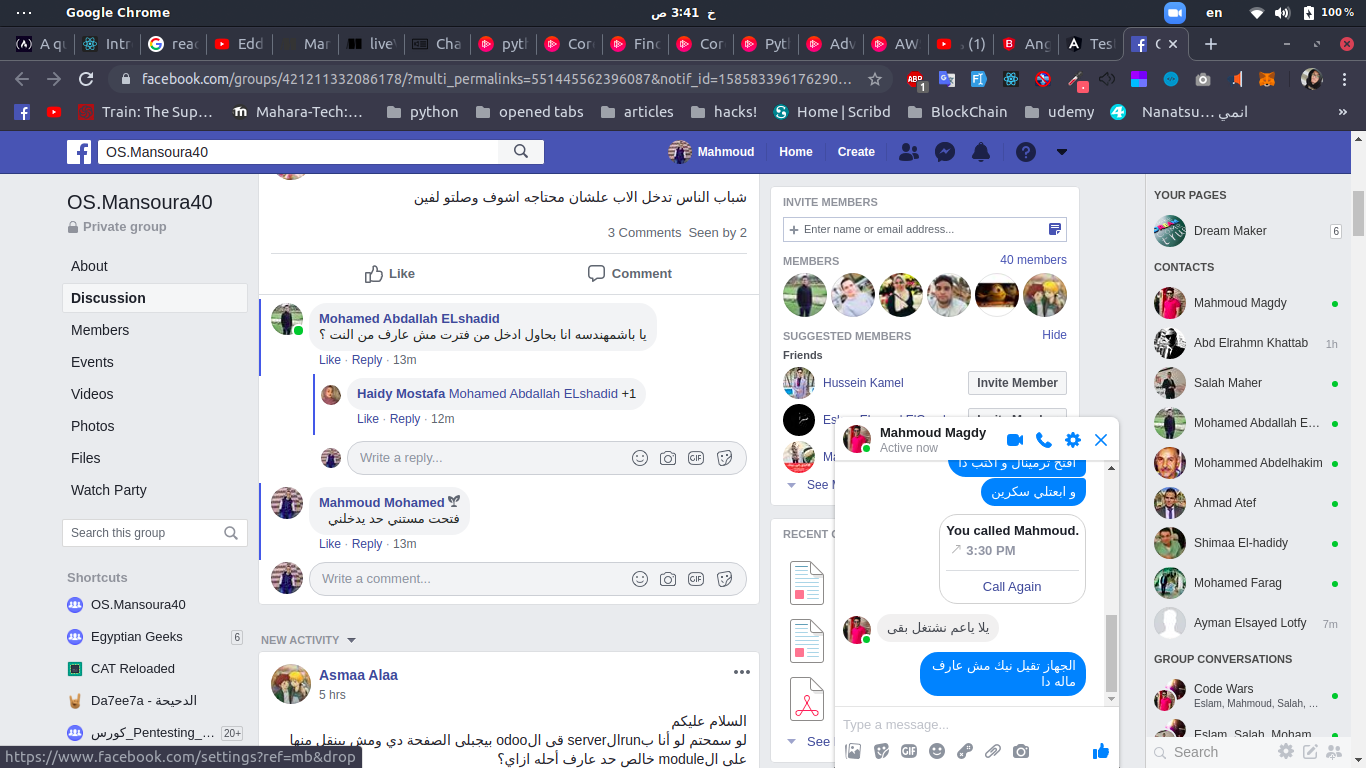 Google Chrome
خ 3:41 ص
en
100 %
A qu
Intr
reac
Edd
Mar
live
Cha
pyth
Cor
Finc
Cor
Pyth
Adv
AW
(1)
Ang
Tes
facebook.com/groups/421211332086178/?multi_permalinks=551445562396087&notif_id=158583396176290...
Train: The Sup...
Mahara-Tech:...
python
opened tabs
articles
hacks!
Home | Scribd
BlockChain
udemy
Nanatsu... انمي
»
OS.Mansoura40
Mahmoud
Home
Create
OS.Mansoura40
Private group
About
Discussion
Members
Events
Videos
Photos
Files
Watch Party
Search this group
Shortcuts
OS.Mansoura40
Egyptian Geeks
6
CAT Reloaded
Da7ee7a - الدحيحة
كورس_Pentesting_...
20+
https://www.facebook.com/settings?ref=mb&drop
شباب الناس تدخل الاب علشان محتاجه اشوف وصلتو لفين
3 Comments Seen by 2
Like
Comment
Mohamed Abdallah ELshadid
يا باشمهندسه انا بحاول ادخل من فترت مش عارف من النت ؟
Like · Reply · 13m
Haidy Mostafa Mohamed Abdallah ELshadid +1
Like · Reply · 12m
Write a reply...
Mahmoud Mohamed
فتحت مستني حد يدخلني
Like · Reply · 13m
Write a comment...
NEW ACTIVITY
Asmaa Alaa
5 hrs
السلام عليكم
لو سمحتم لو أنا بrunالserver قى الodoo بيجبلى الصفحة دي ومش بينقل منها
على الmodule خالص حد عارف أحله ازاي؟
INVITE MEMBERS
Enter name or email address...
MEMBERS
40 members
SUGGESTED MEMBERS
Hide
Friends
Hussein Kamel
Invite Member
See M
RECENT G
See
Mahmoud Magdy
Active now
افتح ترمينال و اكتب دا
و ابعتلي سكرين
You called Mahmoud.
3:30 PM
Call Again
يلا ياعم نشتغل بقى
الجهاز تقيل نيك مش عارف
ماله دا
Type a message...
GIF
YOUR PAGES
Dream Maker
6
CONTACTS
Mahmoud Magdy
Abd Elrahmn Khattab
1h
Salah Maher
Mohamed Abdallah E...
Mohammed Abdelhakim
Ahmad Atef
Shimaa El-hadidy
Mohamed Farag
Ayman Elsayed Lotfy
7m
GROUP CONVERSATIONS
Code Wars
Eslam, Mahmoud, Salah, ...
Eslam, Salah, Moham
Search